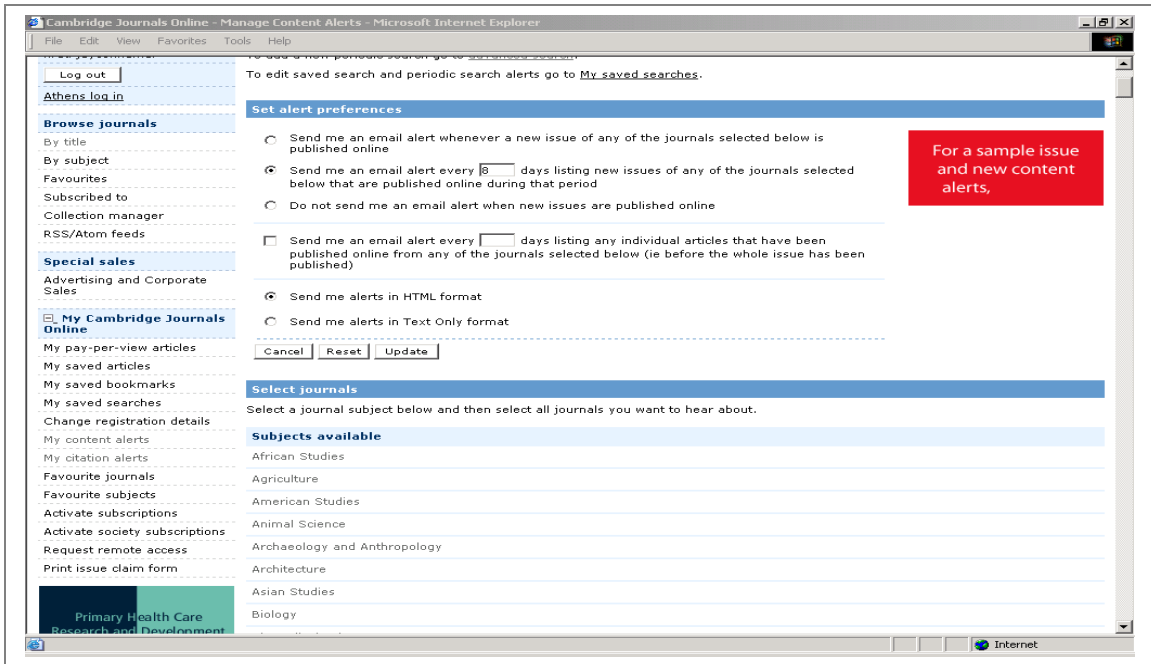 Cambridge Journals Online - Manage Content Alerts - Microsoft Internet Explorer
File Edit View Favorites Tools Help
Log out
Athens log in
Browse journals
By title
By subject
Favourites
Subscribed to
Collection manager
RSS/Atom feeds
Special sales
Advertising and Corporate
Sales
My Cambridge Journals
Online
My pay-per-view articles
My saved articles
My saved bookmarks
My saved searches
Change registration details
My content alerts
My citation alerts
Favourite journals
Favourite subjects
Activate subscriptions
Activate society subscriptions
Request remote access
Print issue claim form
Primary Health Care
Research and Development
To add a new periodic search go to advanced search.
To edit saved search and periodic search alerts go to My saved searches.
Set alert preferences
Send me an email alert whenever a new issue of any of the journals selected below is
published online
Send me an email alert every 8 days listing new issues of any of the journals selected
below that are published online during that period
Do not send me an email alert when new issues are published online
Send me an email alert every days listing any individual articles that have been
published online from any of the journals selected below (ie before the whole issue has been
published)
Send me alerts in HTML format
Send me alerts in Text Only format
Cancel Reset Update
For a sample issue
and new content
alerts,
Select journals
Select a journal subject below and then select all journals you want to hear about.
Subjects available
African Studies
Agriculture
American Studies
Animal Science
Archaeology and Anthropology
Architecture
Asian Studies
Biology
Internet